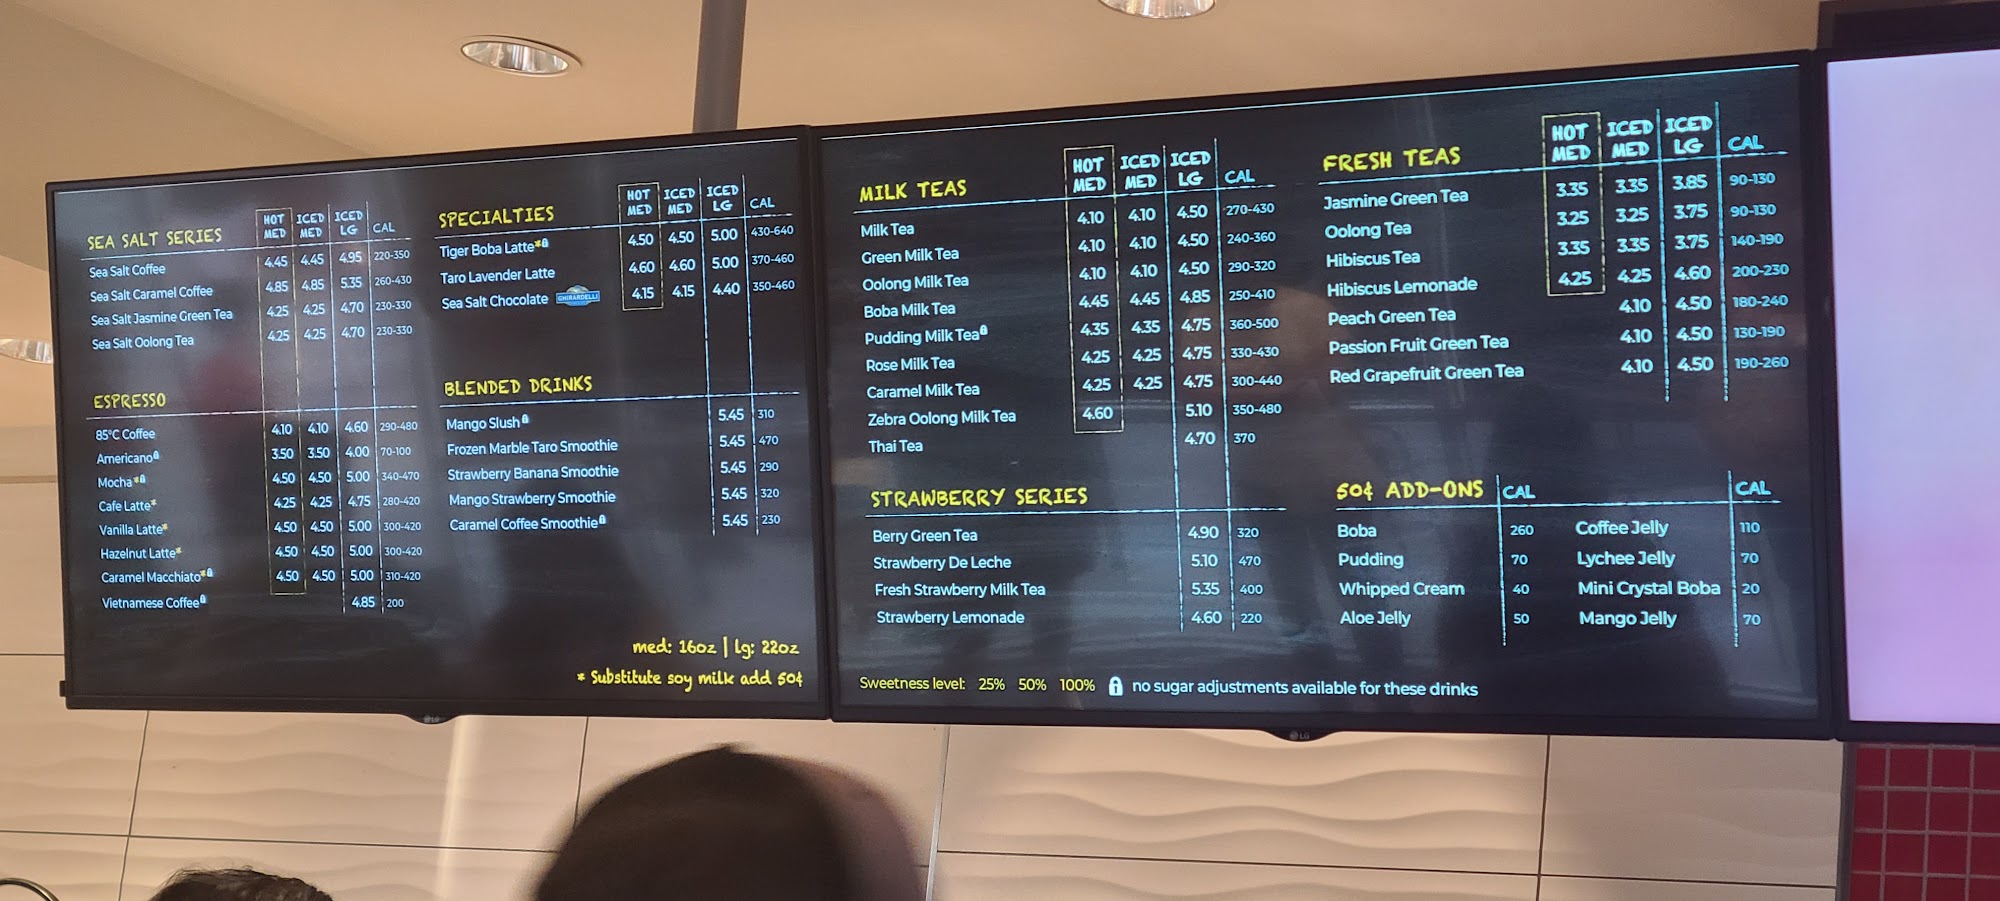 SEA SALT SERIES HOT MED ICED MED ICED LG CAL
Sea Salt Coffee 4.45 4.45 4.95 220-350
Sea Salt Caramel Coffee 4.85 4.85 5.35 260-430
Sea Salt Jasmine Green Tea 4.25 4.25 4.70 230-330
Sea Salt Oolong Tea 4.25 4.25 4.70 230-330
ESPRESSO
85°C Coffee 4.10 4.10 4.60 290-480
Americano 3.50 3.50 4.00 70-100
Mocha* 4.50 4.50 5.00 340-470
Cafe Latte* 4.25 4.25 4.75 280-420
Vanilla Latte* 4.50 4.50 5.00 300-420
Hazelnut Latte* 4.50 4.50 5.00 300-420
Caramel Macchiato* 4.50 4.50 5.00 310-420
Vietnamese Coffee 4.85 200
SPECIALTIES HOT MED ICED MED ICED LG CAL
Tiger Boba Latte* 4.50 4.50 5.00 430-640
Taro Lavender Latte 4.60 4.60 5.00 370-460
Sea Salt Chocolate GHIRARDELLI 4.15 4.15 4.40 350-460
BLENDED DRINKS
Mango Slush 5.45 310
Frozen Marble Taro Smoothie 5.45 470
Strawberry Banana Smoothie 5.45 290
Mango Strawberry Smoothie 5.45 320
Caramel Coffee Smoothie 5.45 230
med: 16oz | lg: 22oz
* Substitute soy milk add 50¢
MILK TEAS HOT MED ICED MED ICED LG CAL
Milk Tea 4.10 4.10 4.50 270-430
Green Milk Tea 4.10 4.10 4.50 240-360
Oolong Milk Tea 4.10 4.10 4.50 290-320
Boba Milk Tea 4.45 4.45 4.85 250-410
Pudding Milk Tea 4.35 4.35 4.75 360-500
Rose Milk Tea 4.25 4.25 4.75 330-430
Caramel Milk Tea 4.25 4.25 4.75 300-440
Zebra Oolong Milk Tea 4.60 5.10 350-480
Thai Tea 4.70 370
STRAWBERRY SERIES
Berry Green Tea 4.90 320
Strawberry De Leche 5.10 470
Fresh Strawberry Milk Tea 5.35 400
Strawberry Lemonade 4.60 220
FRESH TEAS HOT MED ICED MED ICED LG CAL
Jasmine Green Tea 3.35 3.35 3.85 90-130
Oolong Tea 3.25 3.25 3.75 90-130
Hibiscus Tea 3.35 3.35 3.75 140-190
Hibiscus Lemonade 4.25 4.25 4.60 200-230
Peach Green Tea 4.10 4.50 180-240
Passion Fruit Green Tea 4.10 4.50 130-190
Red Grapefruit Green Tea 4.10 4.50 190-260
50¢ ADD-ONS CAL CAL
Boba 260 Coffee Jelly 110
Pudding 70 Lychee Jelly 70
Whipped Cream 40 Mini Crystal Boba 20
Aloe Jelly 50 Mango Jelly 70
Sweetness level: 25% 50% 100% no sugar adjustments available for these drinks
LG
LG